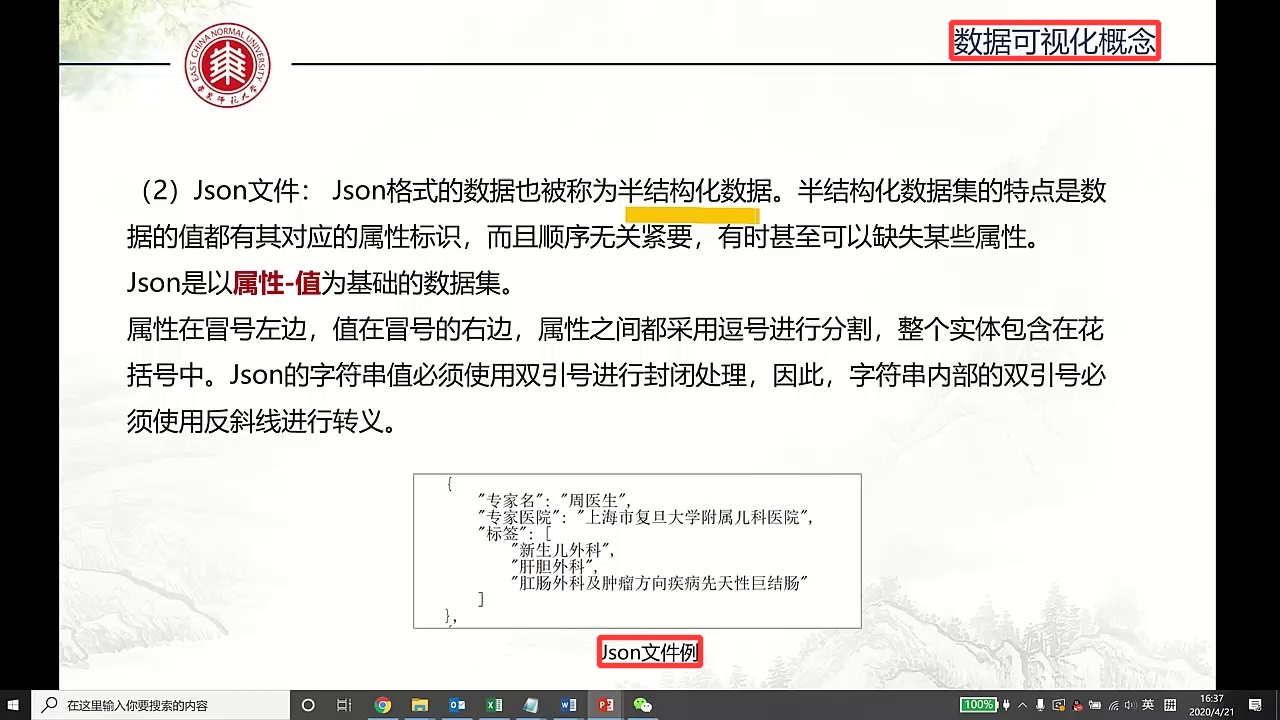 数据可视化概念
EAST CHINA NORMAL UNIVERSITY
华东师范大学
（2）Json文件： Json格式的数据也被称为半结构化数据。半结构化数据集的特点是数
据的值都有其对应的属性标识，而且顺序无关紧要，有时甚至可以缺失某些属性。
Json是以属性-值为基础的数据集。
属性在冒号左边，值在冒号的右边，属性之间都采用逗号进行分割，整个实体包含在花
括号中。Json的字符串值必须使用双引号进行封闭处理，因此，字符串内部的双引号必
须使用反斜线进行转义。
{
"专家名": "周医生",
"专家医院": "上海市复旦大学附属儿科医院",
"标签": [
"新生儿外科",
"肝胆外科",
"肛肠外科及肿瘤方向疾病先天性巨结肠"
]
},
Json文件例
在这里输入你要搜索的内容
100%
英
16:37
2020/4/21